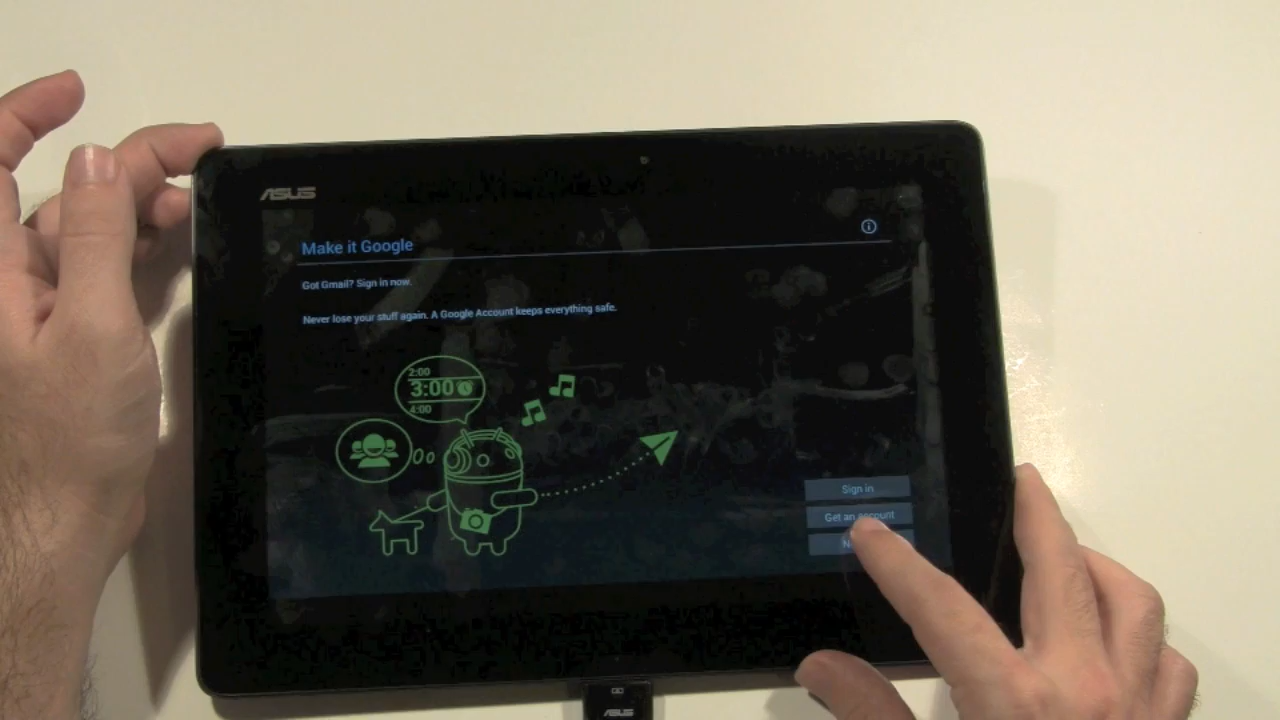 ASUS
Make it Google
Got Gmail? Sign in now.
Never lose your stuff again. A Google Account keeps everything safe.
2:00
3:00
4:00
Sign in
Get an account
ASUS